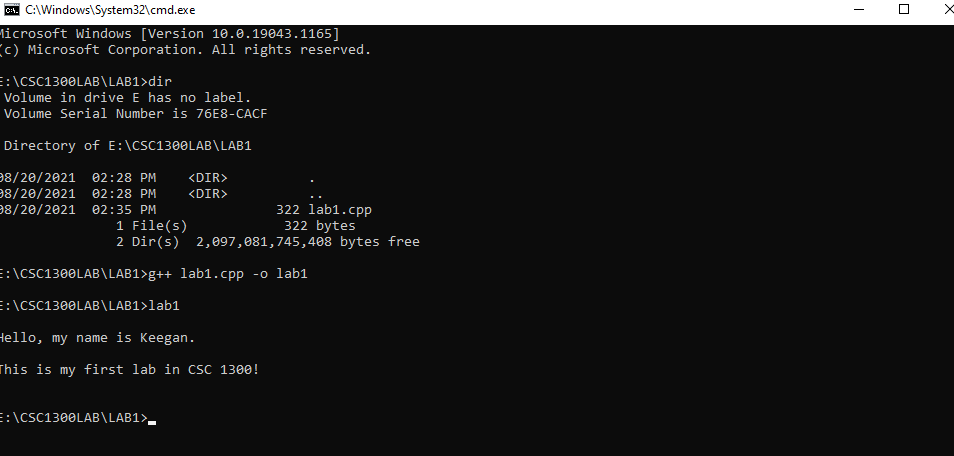 C:\Windows\System32\cmd.exe
Microsoft Windows [Version 10.0.19043.1165]
(c) Microsoft Corporation. All rights reserved.
E:\CSC1300LAB\LAB1>dir
Volume in drive E has no label.
Volume Serial Number is 76E8-CACF
Directory of E:\CSC1300LAB\LAB1
08/20/2021  02:28 PM    <DIR>          .
08/20/2021  02:28 PM    <DIR>          ..
08/20/2021  02:35 PM               322 lab1.cpp
1 File(s)            322 bytes
2 Dir(s)  2,097,081,745,408 bytes free
E:\CSC1300LAB\LAB1>g++ lab1.cpp -o lab1
E:\CSC1300LAB\LAB1>lab1
Hello, my name is Keegan.
This is my first lab in CSC 1300!
E:\CSC1300LAB\LAB1>